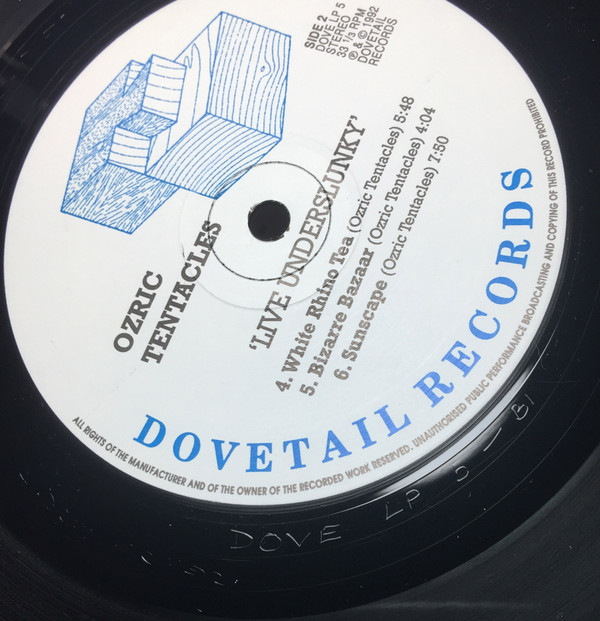 SIDE 2
DOVE LP 5
STEREO
33 1/3 RPM
℗ & © 1992
DOVETAIL
RECORDS
OZRIC
TENTACLES
'LIVE UNDERSLUNKY'
4. White Rhino Tea (Ozric Tentacles) 5:48
5. Bizarre Bazaar (Ozric Tentacles) 4:04
6. Sunscape (Ozric Tentacles) 7:50
DOVETAIL RECORDS
ALL RIGHTS OF THE MANUFACTURER AND OF THE OWNER OF THE RECORDED WORK RESERVED. UNAUTHORISED PUBLIC PERFORMANCE BROADCASTING AND COPYING OF THIS RECORD PROHIBITED
DOVE LP 5 - B1